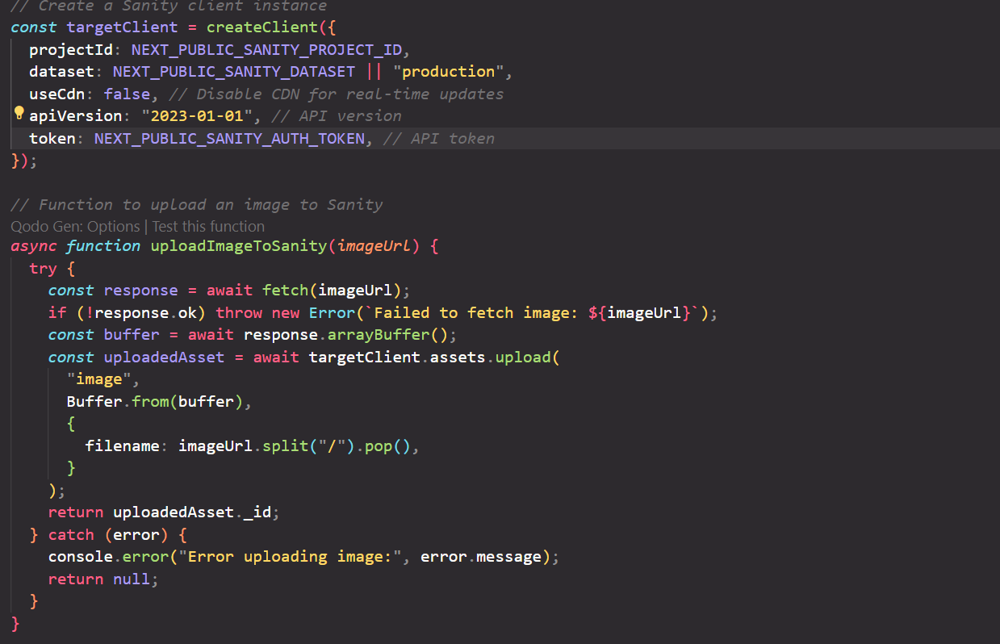 // Create a Sanity client instance
const targetClient = createClient({
  projectId: NEXT_PUBLIC_SANITY_PROJECT_ID,
  dataset: NEXT_PUBLIC_SANITY_DATASET || "production",
  useCdn: false, // Disable CDN for real-time updates
  apiVersion: "2023-01-01", // API version
  token: NEXT_PUBLIC_SANITY_AUTH_TOKEN, // API token
});

// Function to upload an image to Sanity
Qodo Gen: Options | Test this function
async function uploadImageToSanity(imageUrl) {
  try {
    const response = await fetch(imageUrl);
    if (!response.ok) throw new Error(`Failed to fetch image: ${imageUrl}`);
    const buffer = await response.arrayBuffer();
    const uploadedAsset = await targetClient.assets.upload(
      "image",
      Buffer.from(buffer),
      {
        filename: imageUrl.split("/").pop(),
      }
    );
    return uploadedAsset._id;
  } catch (error) {
    console.error("Error uploading image:", error.message);
    return null;
  }
}